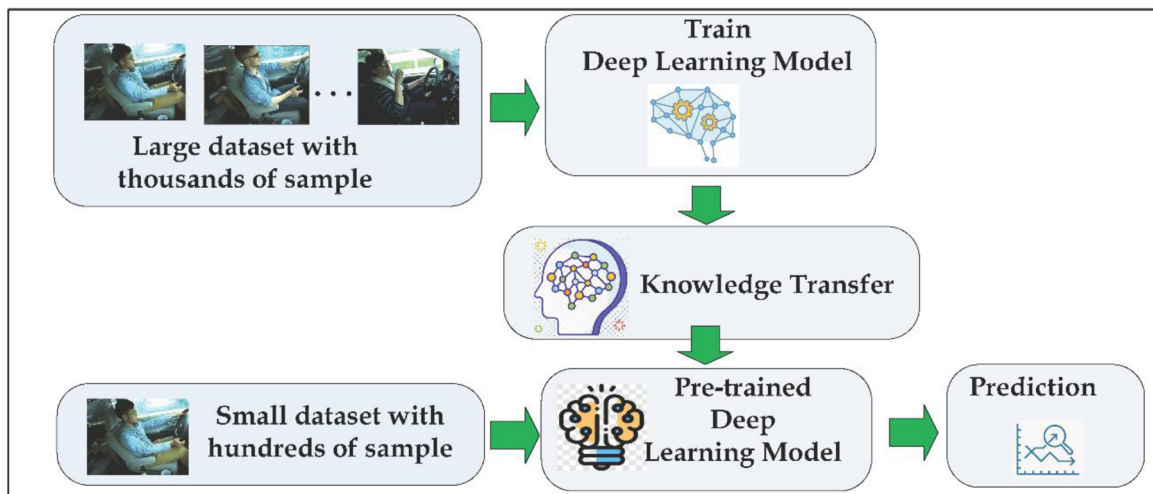 Large dataset with
thousands of sample
Train
Deep Learning Model
Knowledge Transfer
Small dataset with
hundreds of sample
Pre-trained
Deep
Learning Model
Prediction